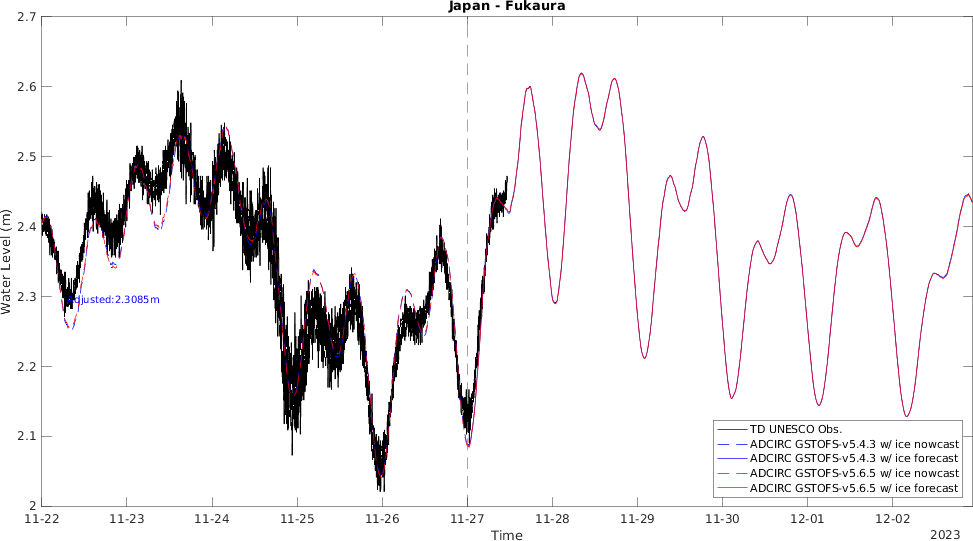 Japan - Fukaura
2.7
2.6
2.5
2.4
2.3
2.2
2.1
2
Water Level (m)
Adjusted:2.3085m
TD UNESCO Obs.
ADCIRC GSTOFS-v5.4.3 w/ ice nowcast
ADCIRC GSTOFS-v5.4.3 w/ ice forecast
ADCIRC GSTOFS-v5.6.5 w/ ice nowcast
ADCIRC GSTOFS-v5.6.5 w/ ice forecast
11-22 11-23 11-24 11-25 11-26 11-27 11-28 11-29 11-30 12-01 12-02
Time
2023